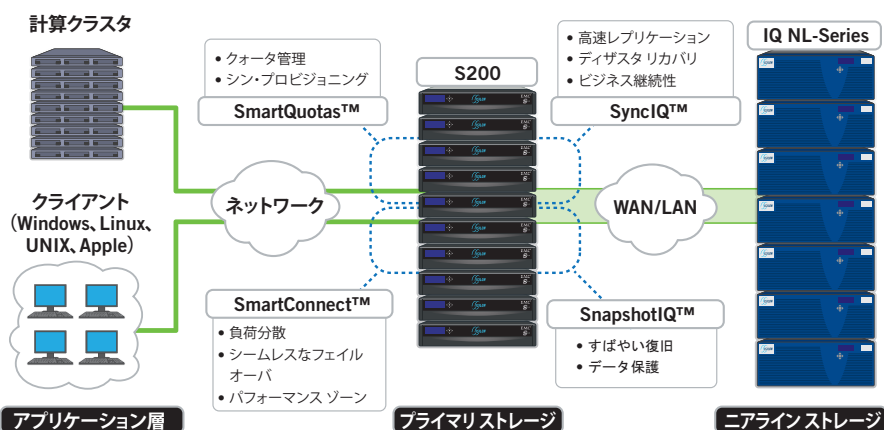 計算クラスタ
• クォータ管理
• シン・プロビジョニング
SmartQuotas™
S200
• 高速レプリケーション
• ディザスタ リカバリ
• ビジネス継続性
SyncIQ™
IQ NL-Series
クライアント
(Windows、Linux、
UNIX、Apple)
ネットワーク
WAN/LAN
SmartConnect™
• 負荷分散
• シームレスなフェイル
オーバ
• パフォーマンス ゾーン
SnapshotIQ™
• すばやい復旧
• データ保護
アプリケーション層
プライマリ ストレージ
ニアライン ストレージ